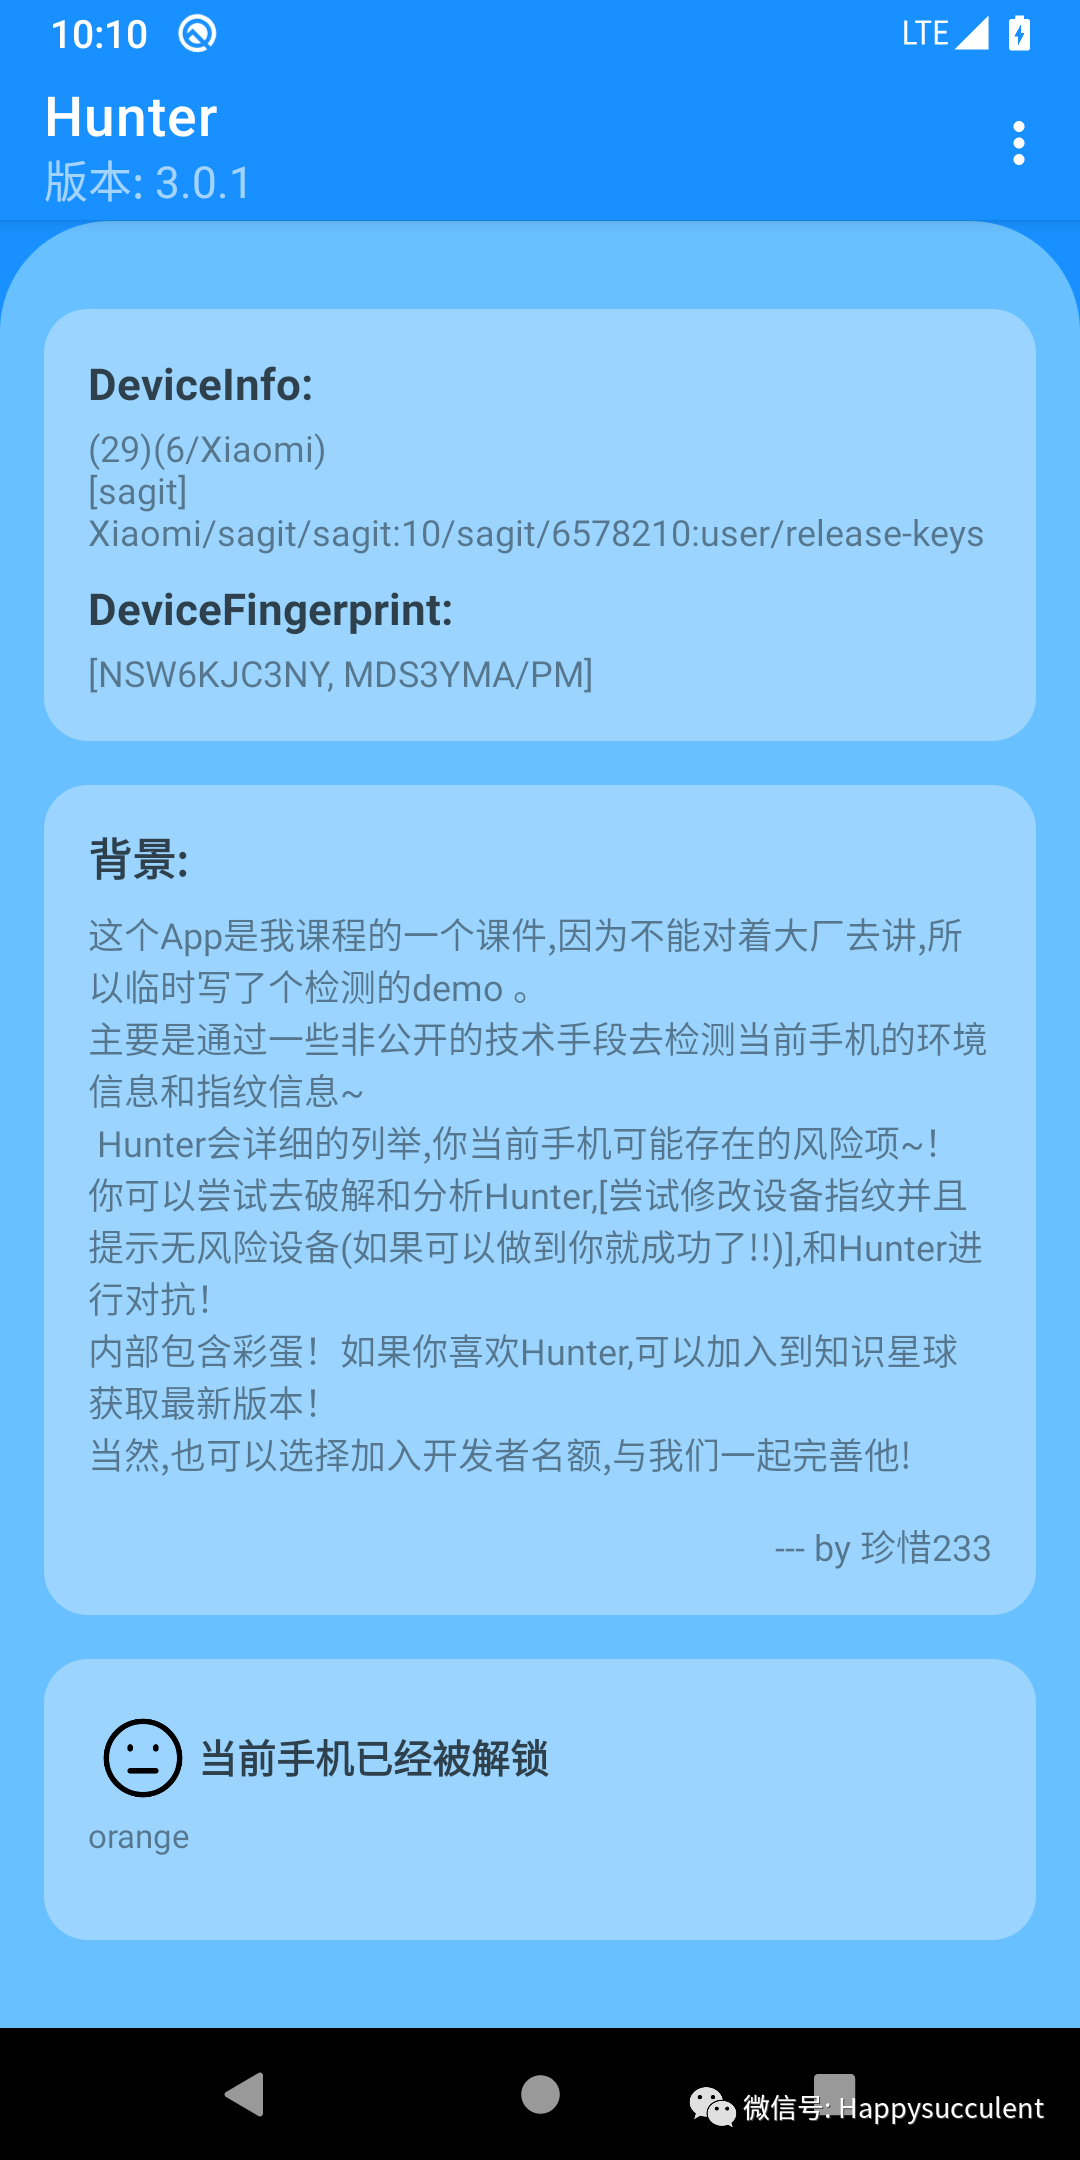 10:10
LTE
Hunter
版本: 3.0.1
DeviceInfo:
(29)(6/Xiaomi)
[sagit]
Xiaomi/sagit/sagit:10/sagit/6578210:user/release-keys
DeviceFingerprint:
[NSW6KJC3NY, MDS3YMA/PM]
背景:
这个App是我课程的一个课件,因为不能对着大厂去讲,所
以临时写了个检测的demo 。
主要是通过一些非公开的技术手段去检测当前手机的环境
信息和指纹信息~
Hunter会详细的列举,你当前手机可能存在的风险项~!
你可以尝试去破解和分析Hunter,[尝试修改设备指纹并且
提示无风险设备(如果可以做到你就成功了!!)],和Hunter进
行对抗！
内部包含彩蛋！如果你喜欢Hunter,可以加入到知识星球
获取最新版本！
当然,也可以选择加入开发者名额,与我们一起完善他!
--- by 珍惜233
当前手机已经被解锁
orange
微信号: Happysucculent